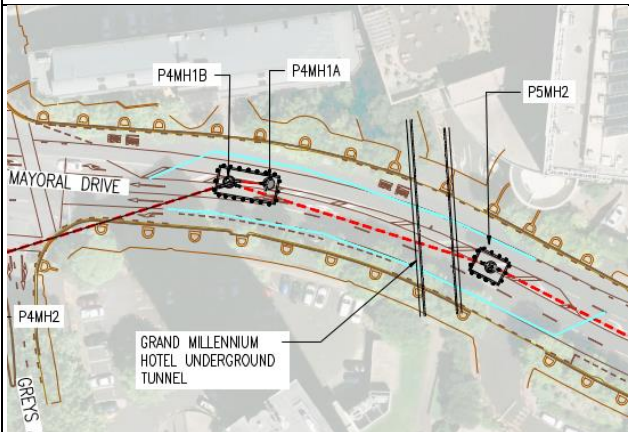 P4MH1B
P4MH1A
P5MH2
MAYORAL DRIVE
P4MH2
GRAND MILLENNIUM
HOTEL UNDERGROUND
TUNNEL
GREYS